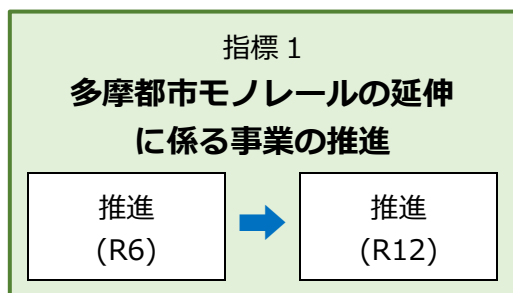 指標１
多摩都市モノレールの延伸
に係る事業の推進
推進
(R6)
推進
(R12)